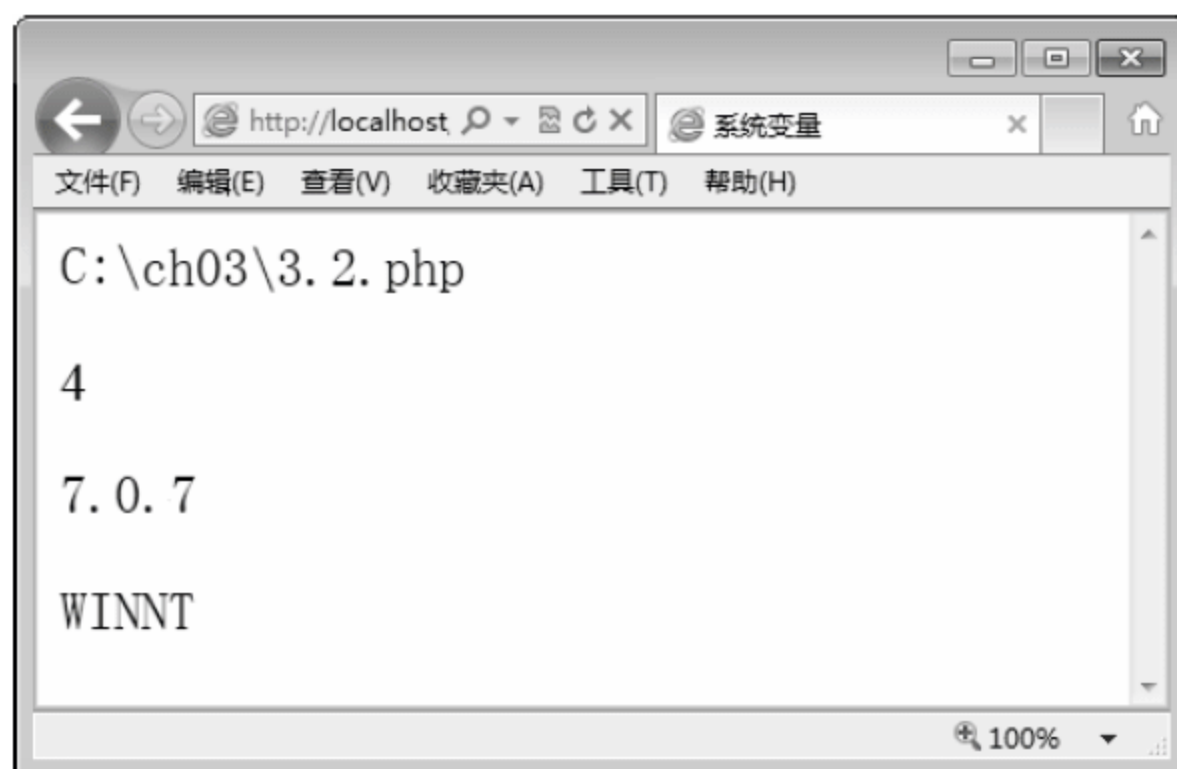 http://localhost
系统变量
文件(F) 编辑(E) 查看(V) 收藏夹(A) 工具(T) 帮助(H)
C:\ch03\3.2.php
4
7.0.7
WINNT
100%